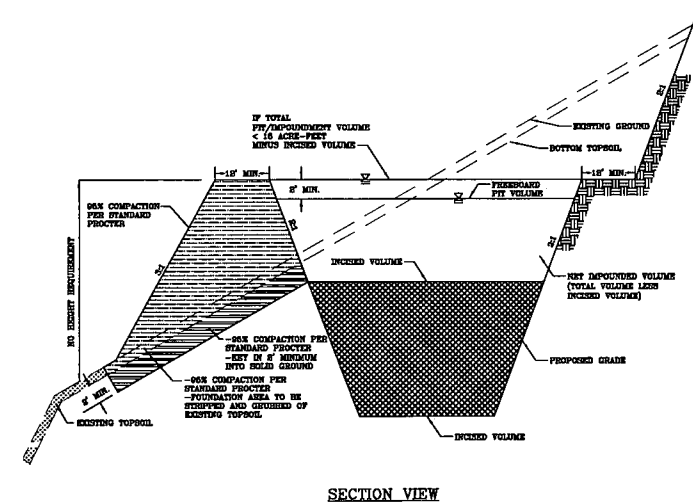 IF TOTAL
PIT/IMPOUNDMENT VOLUME
< 15 ACRE-FEET
MINUS INCISED VOLUME
2:1
EXISTING GROUND
BOTTOM TOPSOIL
12' MIN.
2' MIN.
FREEBOARD
PIT VOLUME
12' MIN.
95% COMPACTION
PER STANDARD
PROCTER
NO HEIGHT REQUIREMENT
3:1
2:1
2:1
INCISED VOLUME
NET IMPOUNDED VOLUME
(TOTAL VOLUME LESS
INCISED VOLUME)
-95% COMPACTION PER
STANDARD PROCTER
-KEY IN 2' MINIMUM
INTO SOLID GROUND
PROPOSED GRADE
-95% COMPACTION PER
STANDARD PROCTER
-FOUNDATION AREA TO BE
STRIPPED AND GRUBBED OF
EXISTING TOPSOIL
2' MIN.
EXISTING TOPSOIL
INCISED VOLUME
SECTION VIEW